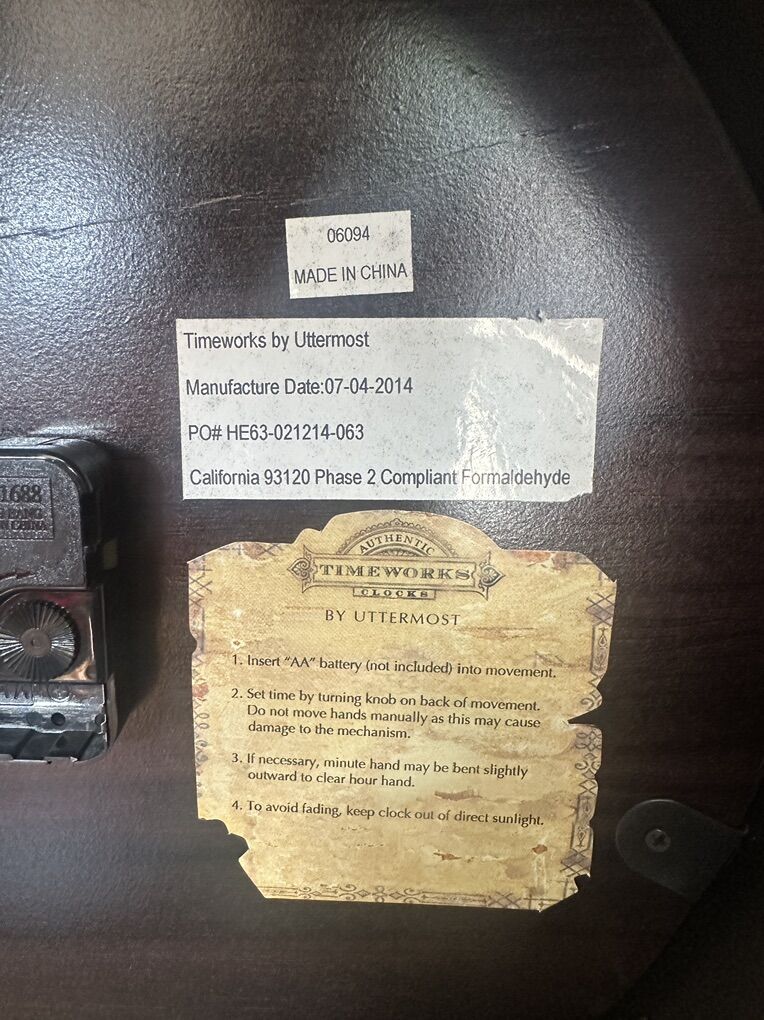 06094
MADE IN CHINA
Timeworks by Uttermost
Manufacture Date:07-04-2014
PO# HE63-021214-063
California 93120 Phase 2 Compliant Formaldehyde
1688
CHINA
AUTHENTIC
TIMEWORKS
CLOCKS
BY UTTERMOST
1. Insert "AA" battery (not included) into movement.
2. Set time by turning knob on back of movement.
Do not move hands manually as this may cause
damage to the mechanism.
3. If necessary, minute hand may be bent slightly
outward to clear hour hand.
4. To avoid fading, keep clock out of direct sunlight.